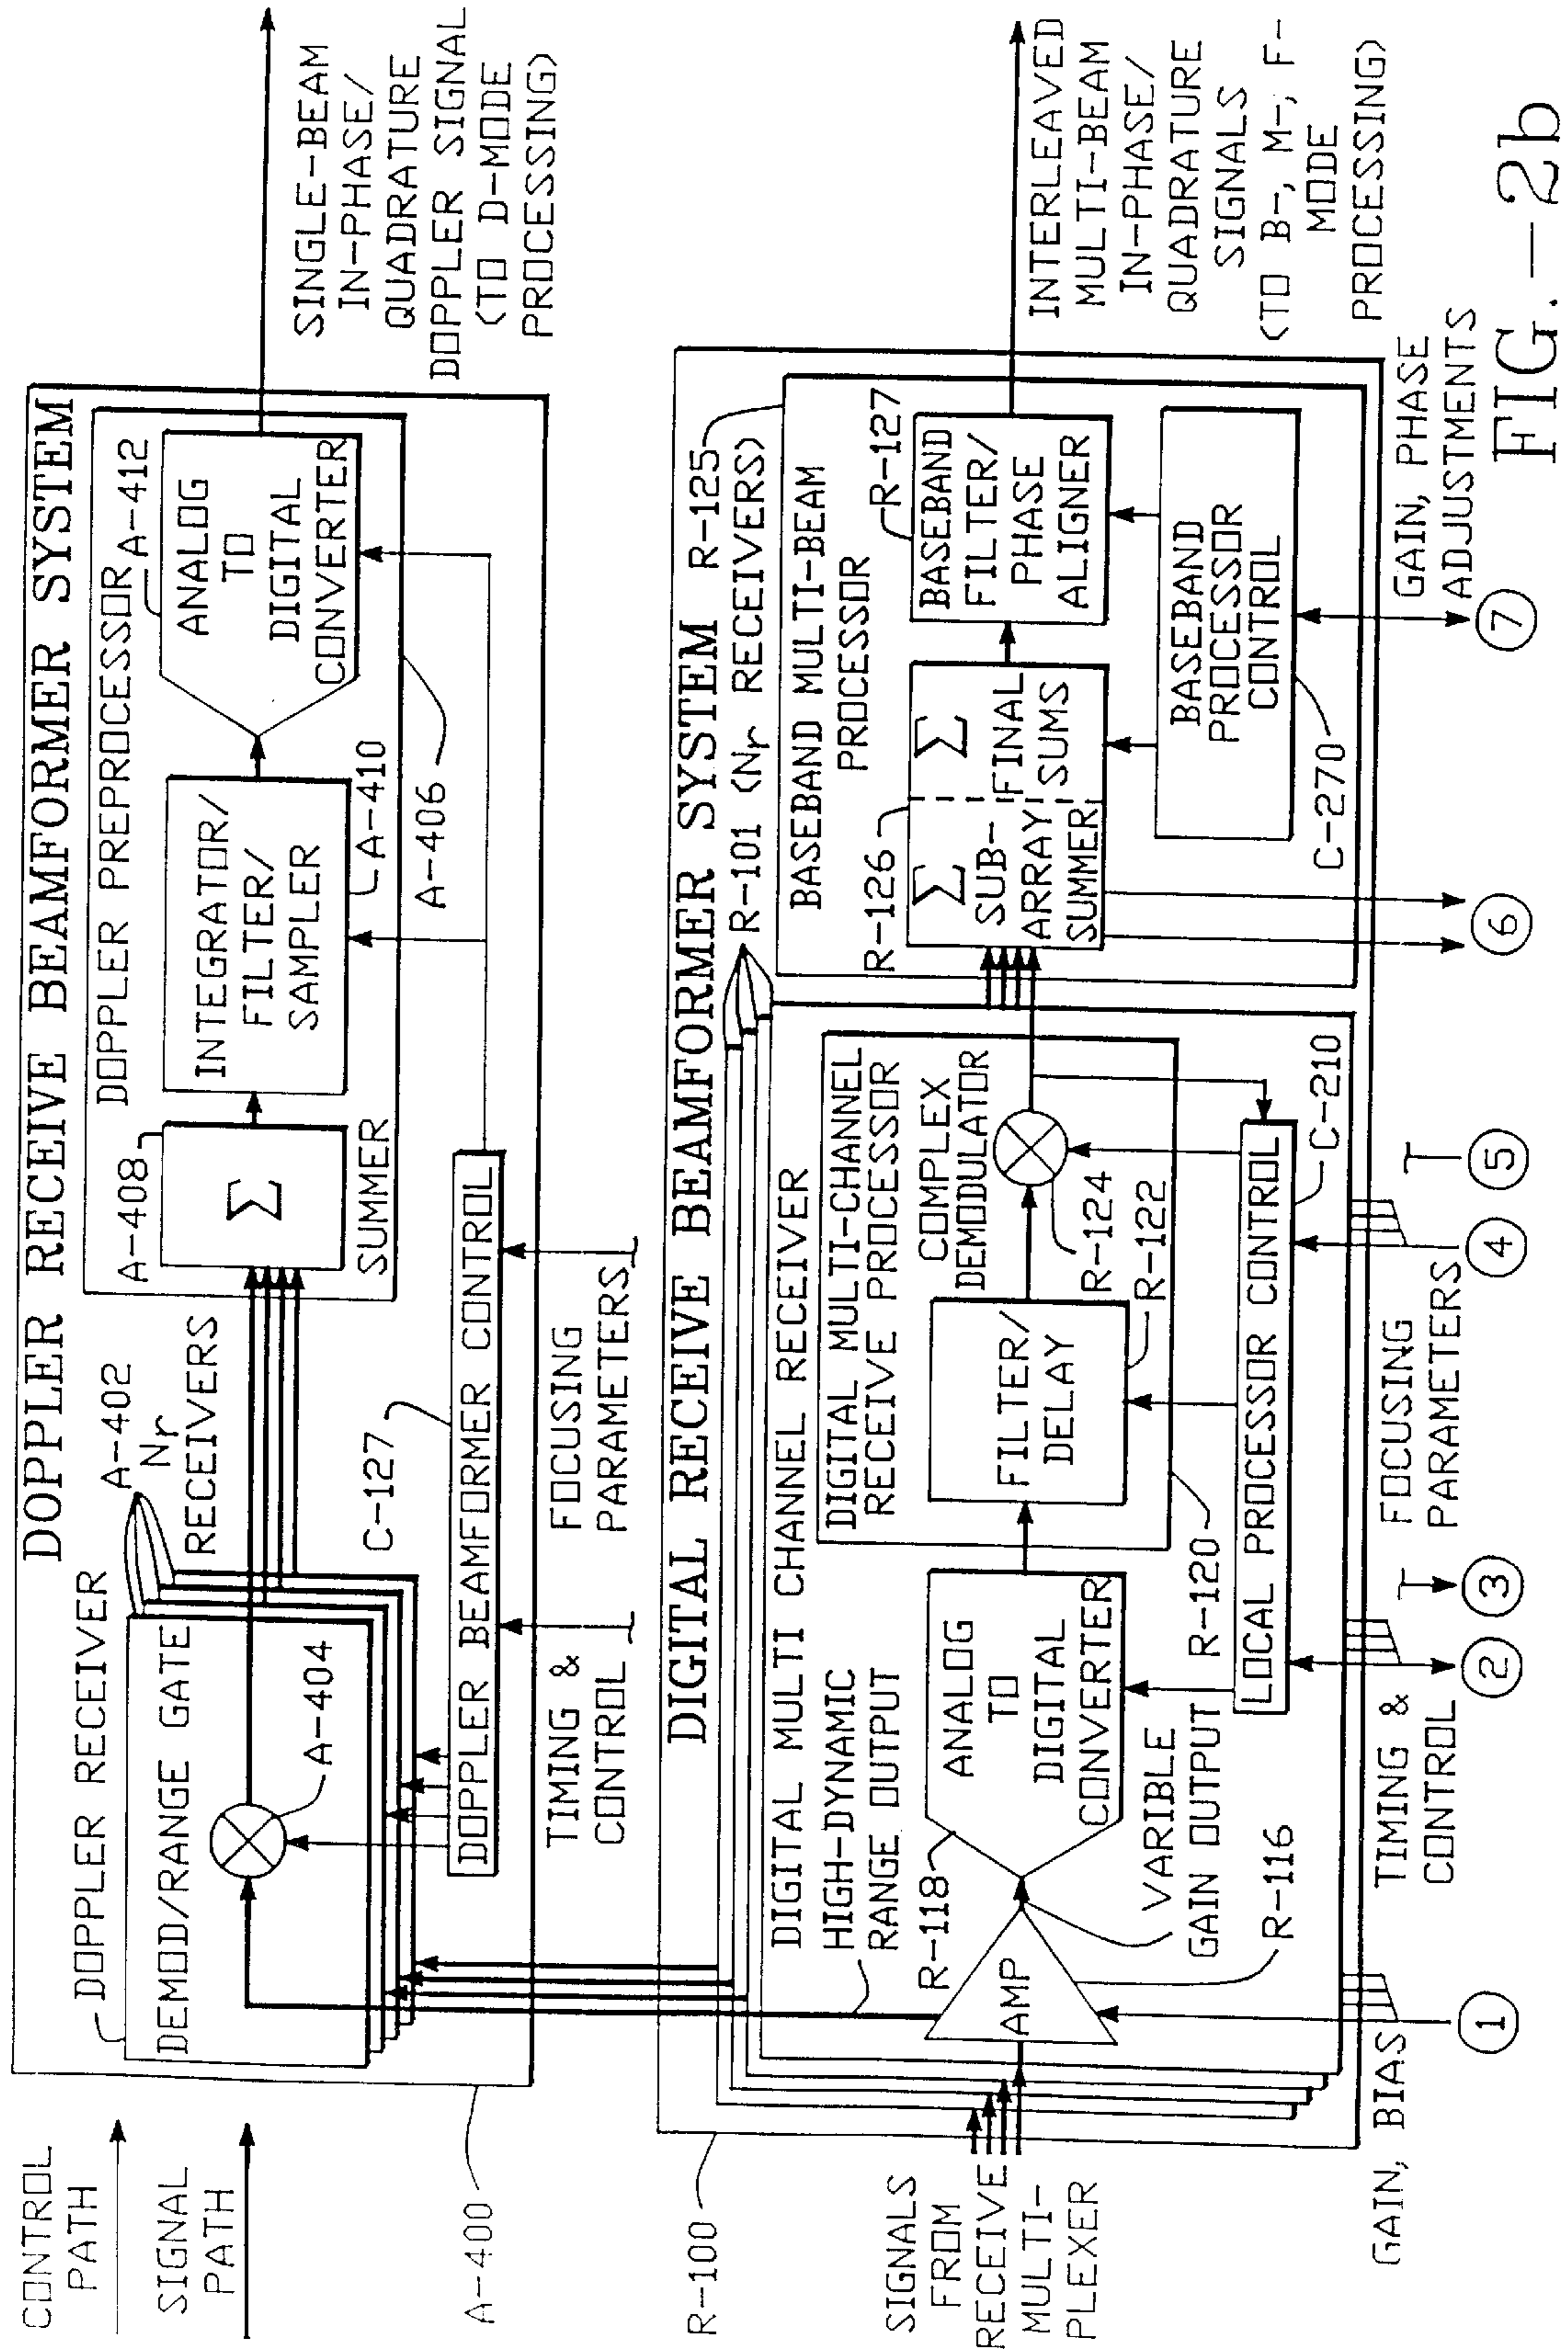 CONTROL
PATH
SIGNAL
PATH
DOPPLER RECEIVE BEAMFORMER SYSTEM
A-400
DOPPLER RECEIVER
DEMOD/RANGE GATE
A-404
A-402
Nr
RECEIVERS
C-127
DOPPLER BEAMFORMER CONTROL
TIMING &
CONTROL
FOCUSING
PARAMETERS
DOPPLER PREPROCESSOR
A-408
Σ
SUMMER
INTEGRATOR/
FILTER/
SAMPLER
A-410
A-406
A-412
ANALOG
TO
DIGITAL
CONVERTER
SINGLE-BEAM
IN-PHASE/
QUADRATURE
DOPPLER SIGNAL
(TO D-MODE
PROCESSING)
DIGITAL RECEIVE BEAMFORMER SYSTEM
R-100
R-101 (Nr RECEIVERS)
SIGNALS
FROM
RECEIVE
MULTI-
PLEXER
DIGITAL MULTI CHANNEL RECEIVER
HIGH-DYNAMIC
RANGE OUTPUT
R-118
AMP
ANALOG
TO
DIGITAL
CONVERTER
VARIBLE
GAIN OUTPUT
R-116
DIGITAL MULTI-CHANNEL
RECEIVE PROCESSOR
FILTER/
DELAY
COMPLEX
DEMODULATOR
R-124
R-122
R-120
LOCAL PROCESSOR CONTROL
C-210
R-125
BASEBAND MULTI-BEAM
PROCESSOR
R-126
Σ Σ
SUB-
ARRAY
SUMMER
FINAL
SUMS
R-127
BASEBAND
FILTER/
PHASE
ALIGNER
BASEBAND
PROCESSOR
CONTROL
C-270
INTERLEAVED
MULTI-BEAM
IN-PHASE/
QUADRATURE
SIGNALS
(TO B-, M-, F-
MODE
PROCESSING)
GAIN, BIAS
1
TIMING &
CONTROL
2
3
FOCUSING
PARAMETERS
4
5
6
GAIN, PHASE
ADJUSTMENTS
7
FIG.-2b